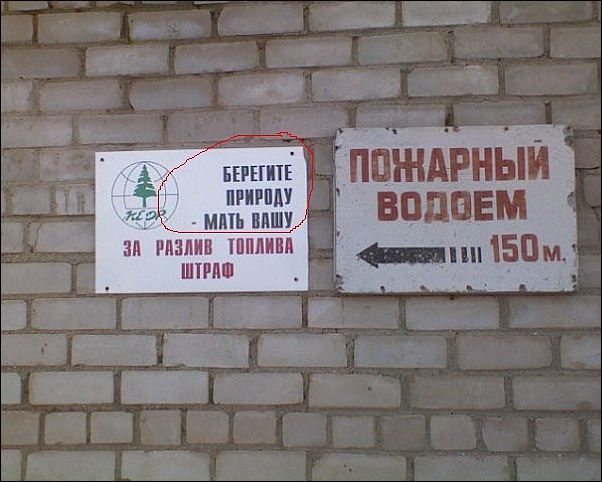 БЕРЕГИТЕ
ПРИРОДУ
- МАТЬ ВАШУ
ЗА РАЗЛИВ ТОПЛИВА
ШТРАФ
ПОЖАРНЫЙ
ВОДОЕМ
150 М.